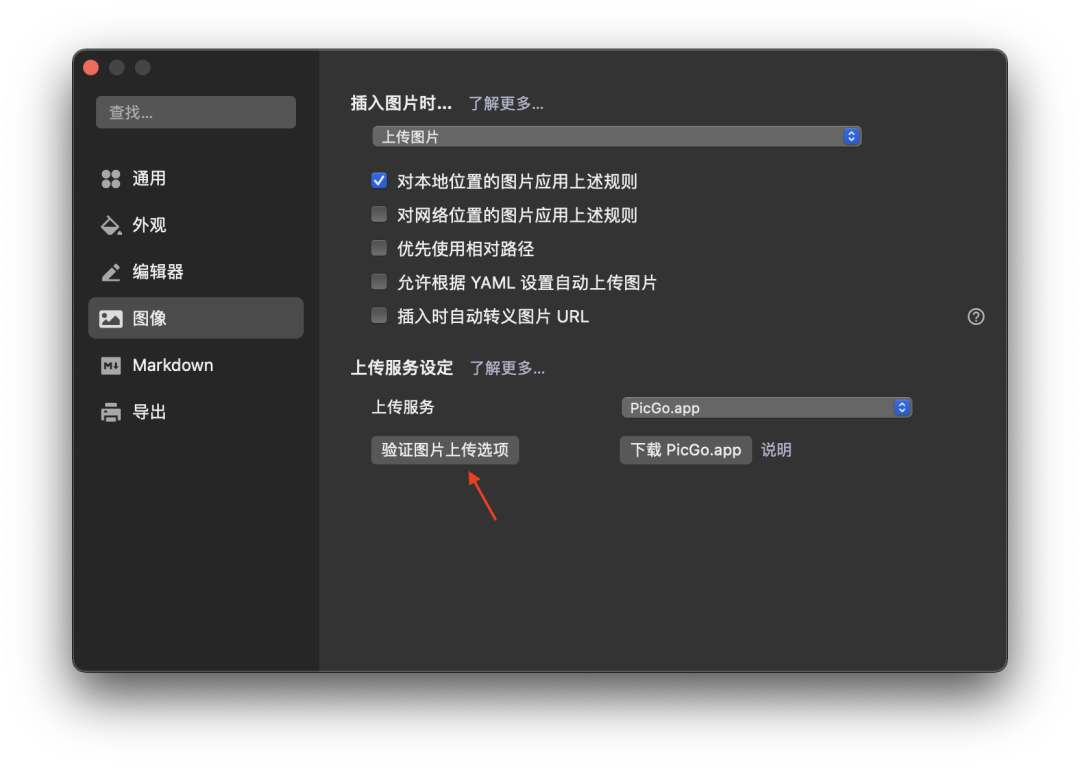 查找...
通用
外观
编辑器
图像
Markdown
导出
插入图片时... 了解更多...
上传图片
对本地位置的图片应用上述规则
对网络位置的图片应用上述规则
优先使用相对路径
允许根据 YAML 设置自动上传图片
插入时自动转义图片 URL
上传服务设定 了解更多...
上传服务 PicGo.app
验证图片上传选项 下载 PicGo.app 说明